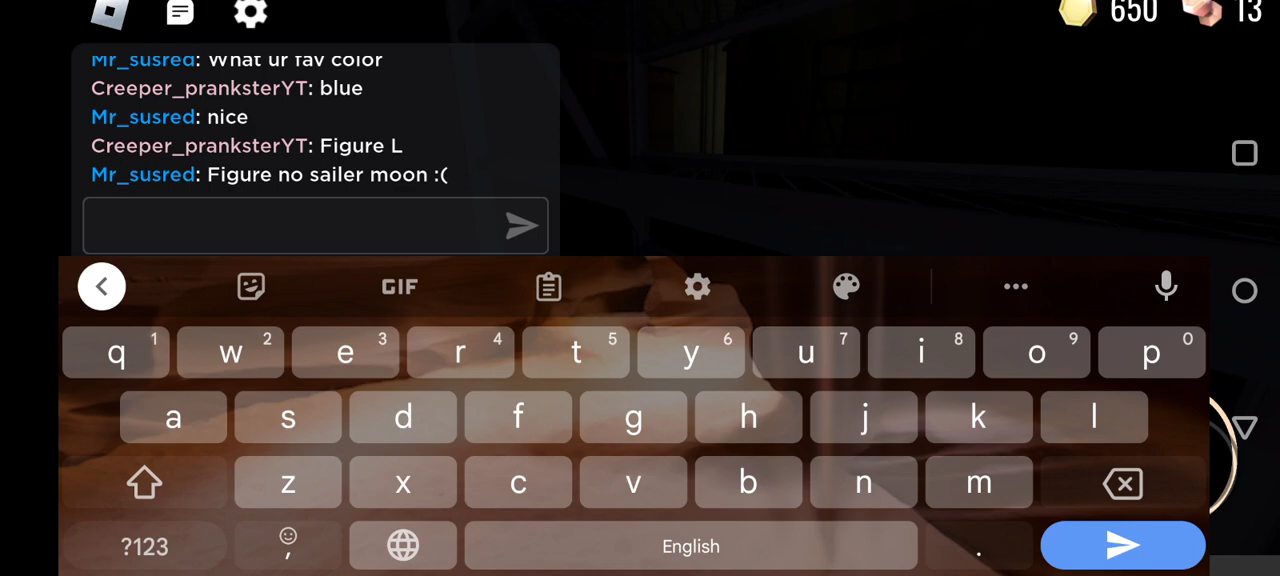 650
13
Mr_susred: What ur fav color
Creeper_pranksterYT: blue
Mr_susred: nice
Creeper_pranksterYT: Figure L
Mr_susred: Figure no sailer moon :(
GIF
q 1 w 2 e 3 r 4 t 5 y 6 u 7 i 8 o 9 p 0
a s d f g h j k l
z x c v b n m
?123 , English .